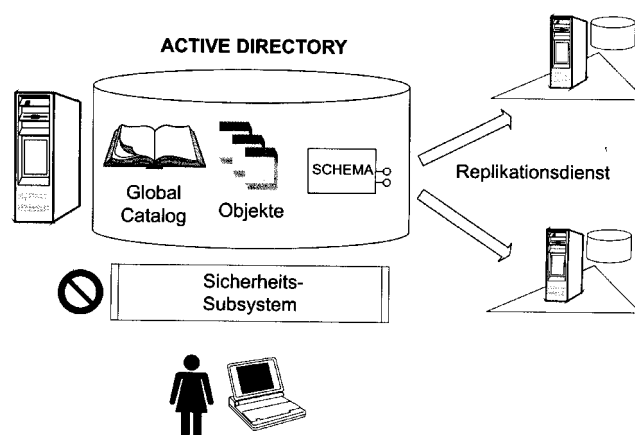 ACTIVE DIRECTORY
Global
Catalog
Objekte
SCHEMA
Replikationsdienst
Sicherheits-
Subsystem